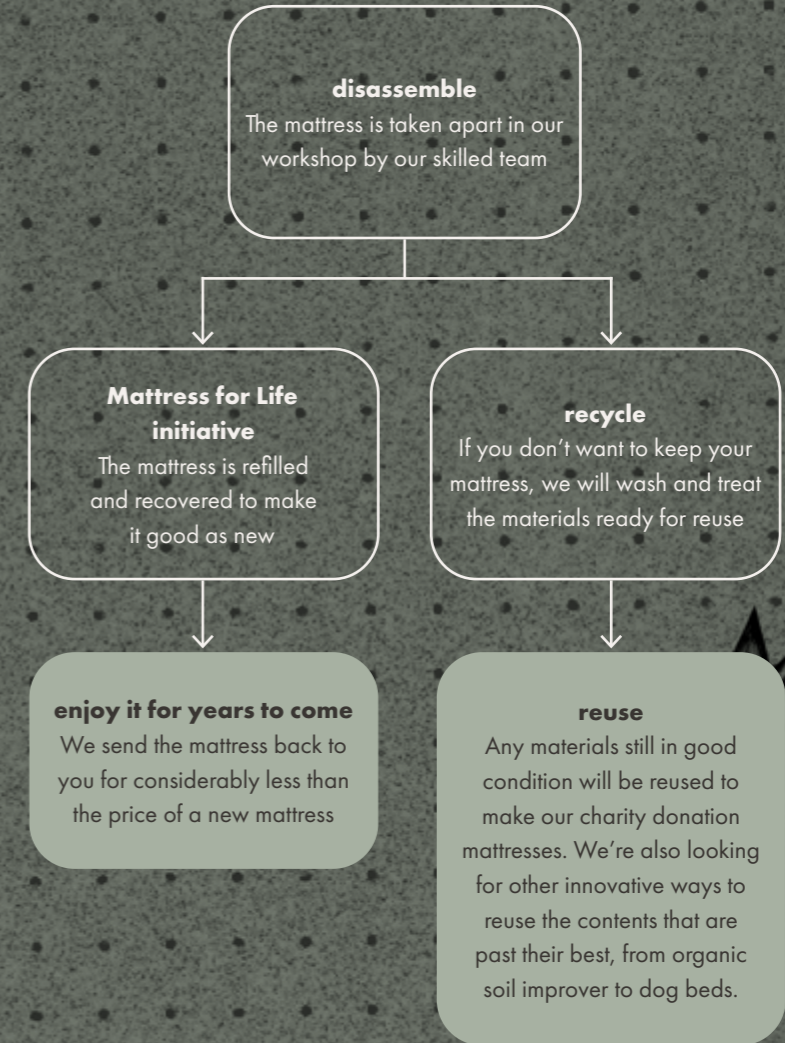 disassemble
The mattress is taken apart in our
workshop by our skilled team
Mattress for Life
initiative
The mattress is refilled
and recovered to make
it good as new
recycle
If you don’t want to keep your
mattress, we will wash and treat
the materials ready for reuse
enjoy it for years to come
We send the mattress back to
you for considerably less than
the price of a new mattress
reuse
Any materials still in good
condition will be reused to
make our charity donation
mattresses. We’re also looking
for other innovative ways to
reuse the contents that are
past their best, from organic
soil improver to dog beds.